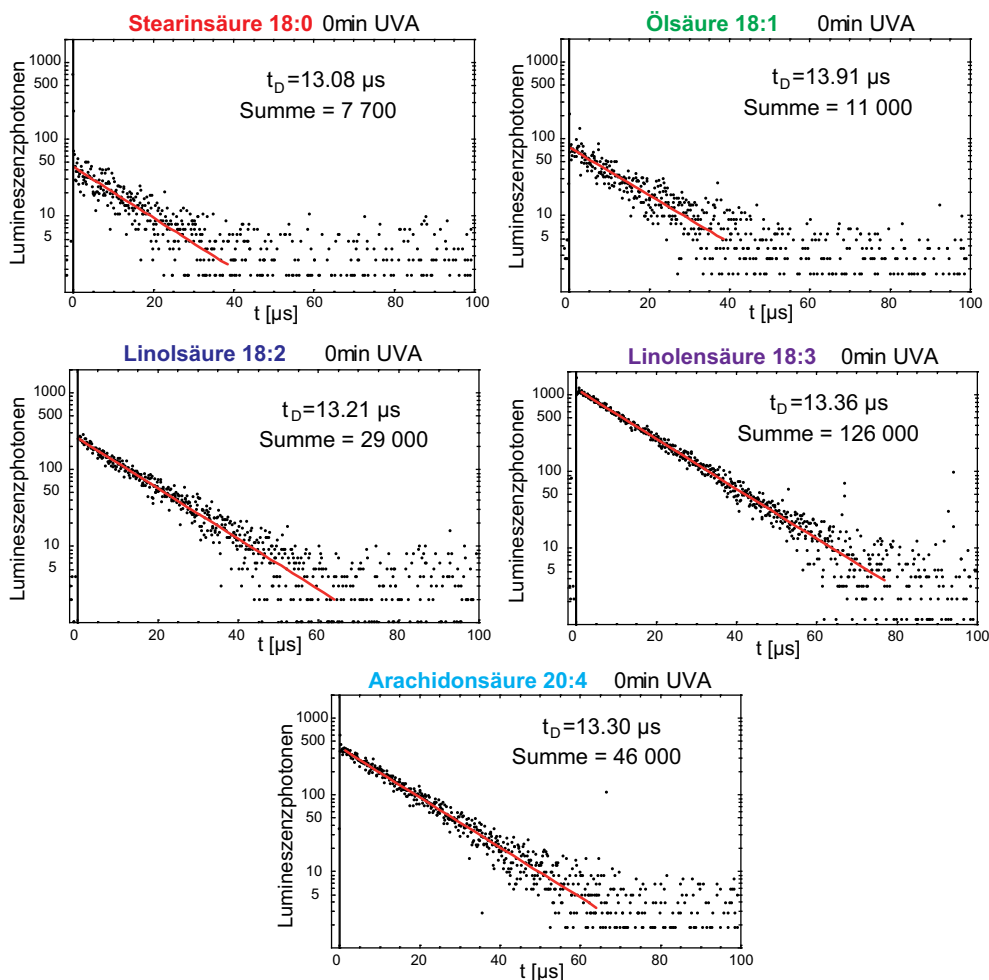 Stearinsäure 18:0 0min UVA
Lumineszenzphotonen
1000
500
100
50
10
5
t_D=13.08 µs
Summe = 7 700
0 20 40 60 80 100
t [µs]
Ölsäure 18:1 0min UVA
Lumineszenzphotonen
1000
500
100
50
10
5
t_D=13.91 µs
Summe = 11 000
0 20 40 60 80 100
t [µs]
Linolsäure 18:2 0min UVA
Lumineszenzphotonen
1000
500
100
50
10
5
t_D=13.21 µs
Summe = 29 000
0 20 40 60 80 100
t [µs]
Linolensäure 18:3 0min UVA
Lumineszenzphotonen
1000
500
100
50
10
5
t_D=13.36 µs
Summe = 126 000
0 20 40 60 80 100
t [µs]
Arachidonsäure 20:4 0min UVA
Lumineszenzphotonen
1000
500
100
50
10
5
t_D=13.30 µs
Summe = 46 000
0 20 40 60 80 100
t [µs]